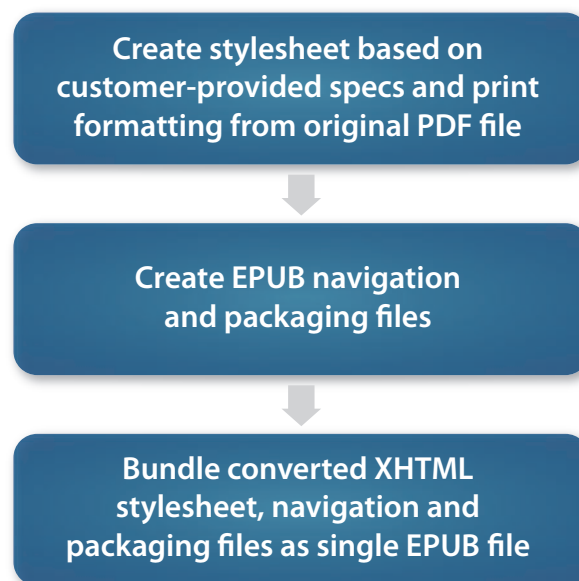 Create stylesheet based on
customer-provided specs and print
formatting from original PDF file
Create EPUB navigation
and packaging files
Bundle converted XHTML
stylesheet, navigation and
packaging files as single EPUB file